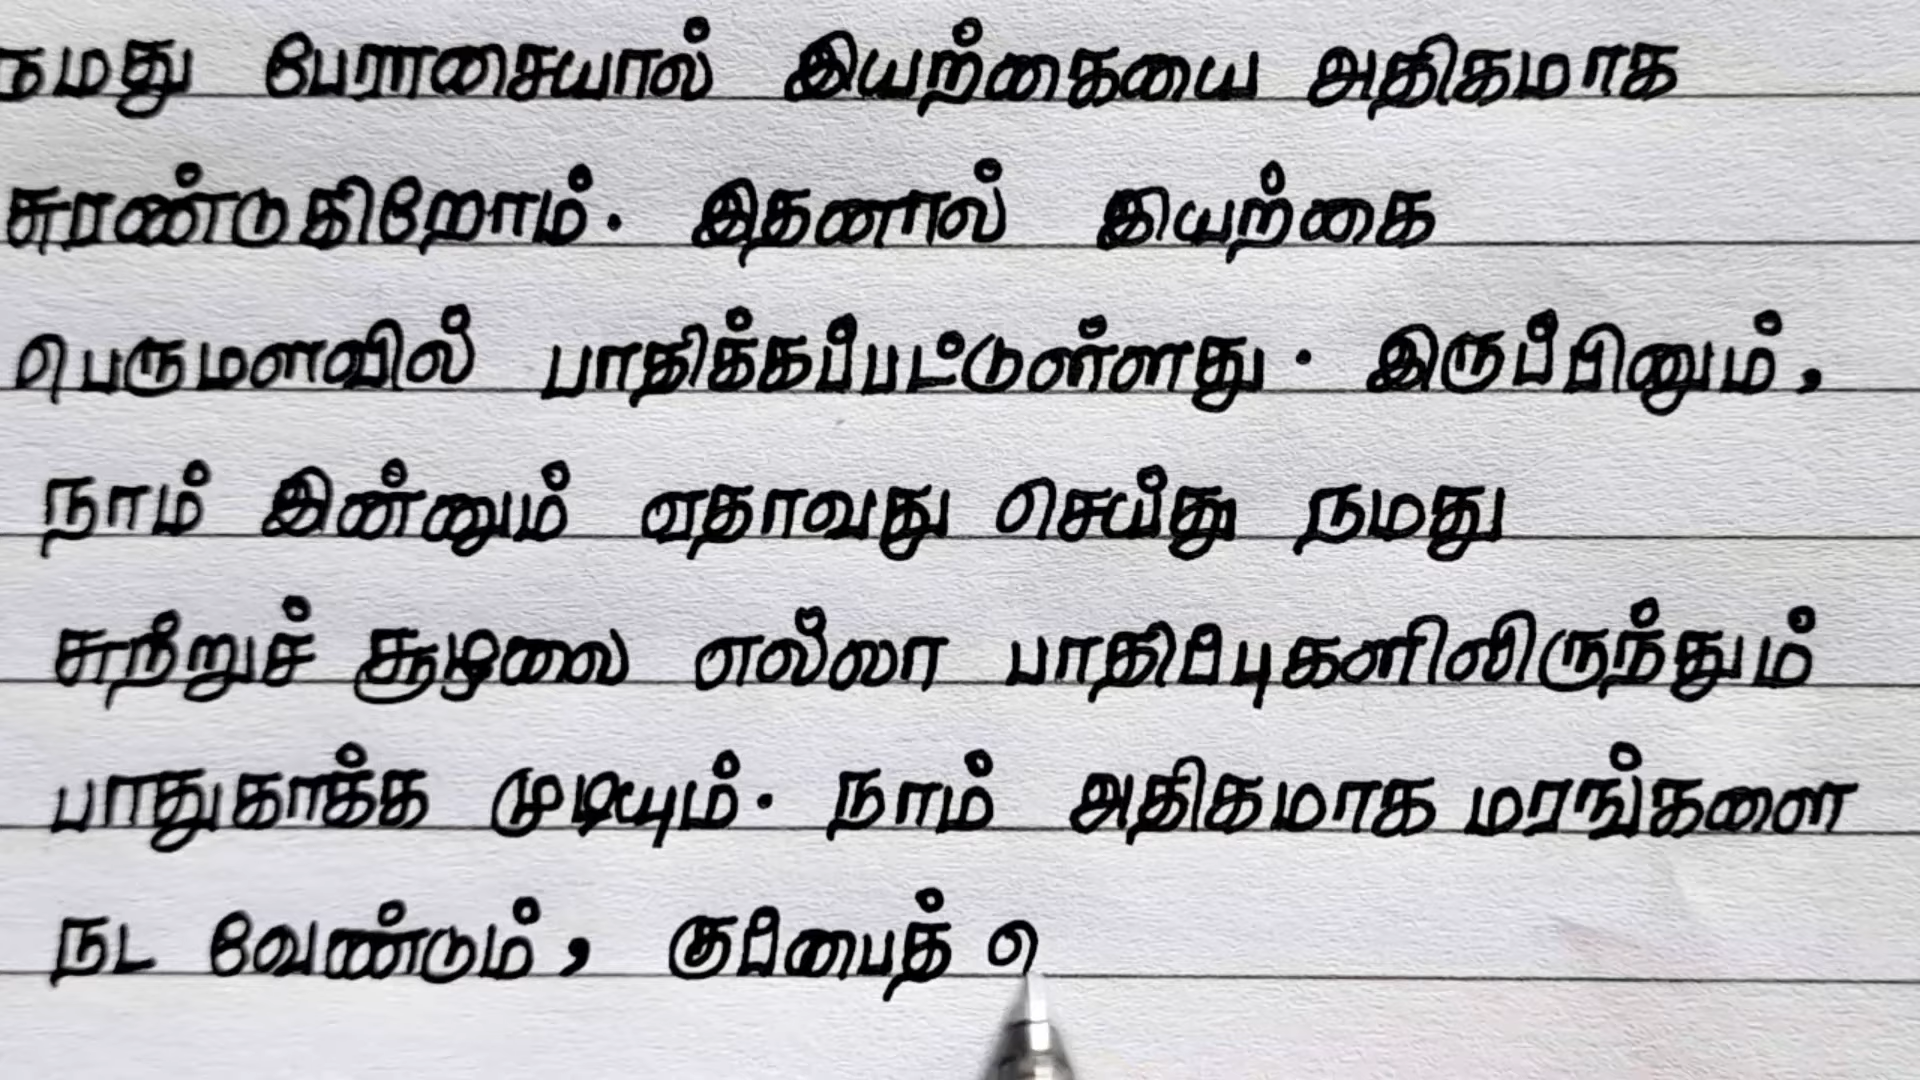 நமது பேராசையால் இயற்கையை அதிகமாக
சுரண்டுகிறோம். இதனால் இயற்கை
பெருமளவில் பாதிக்கப்பட்டுள்ளது. இருப்பினும்,
நாம் இன்னும் ஏதாவது செய்து நமது
சுற்றுச் சூழலை எல்லா பாதிப்புகளிலிருந்தும்
பாதுகாக்க முடியும். நாம் அதிகமாக மரங்களை
நட வேண்டும், குப்பைத் ெ